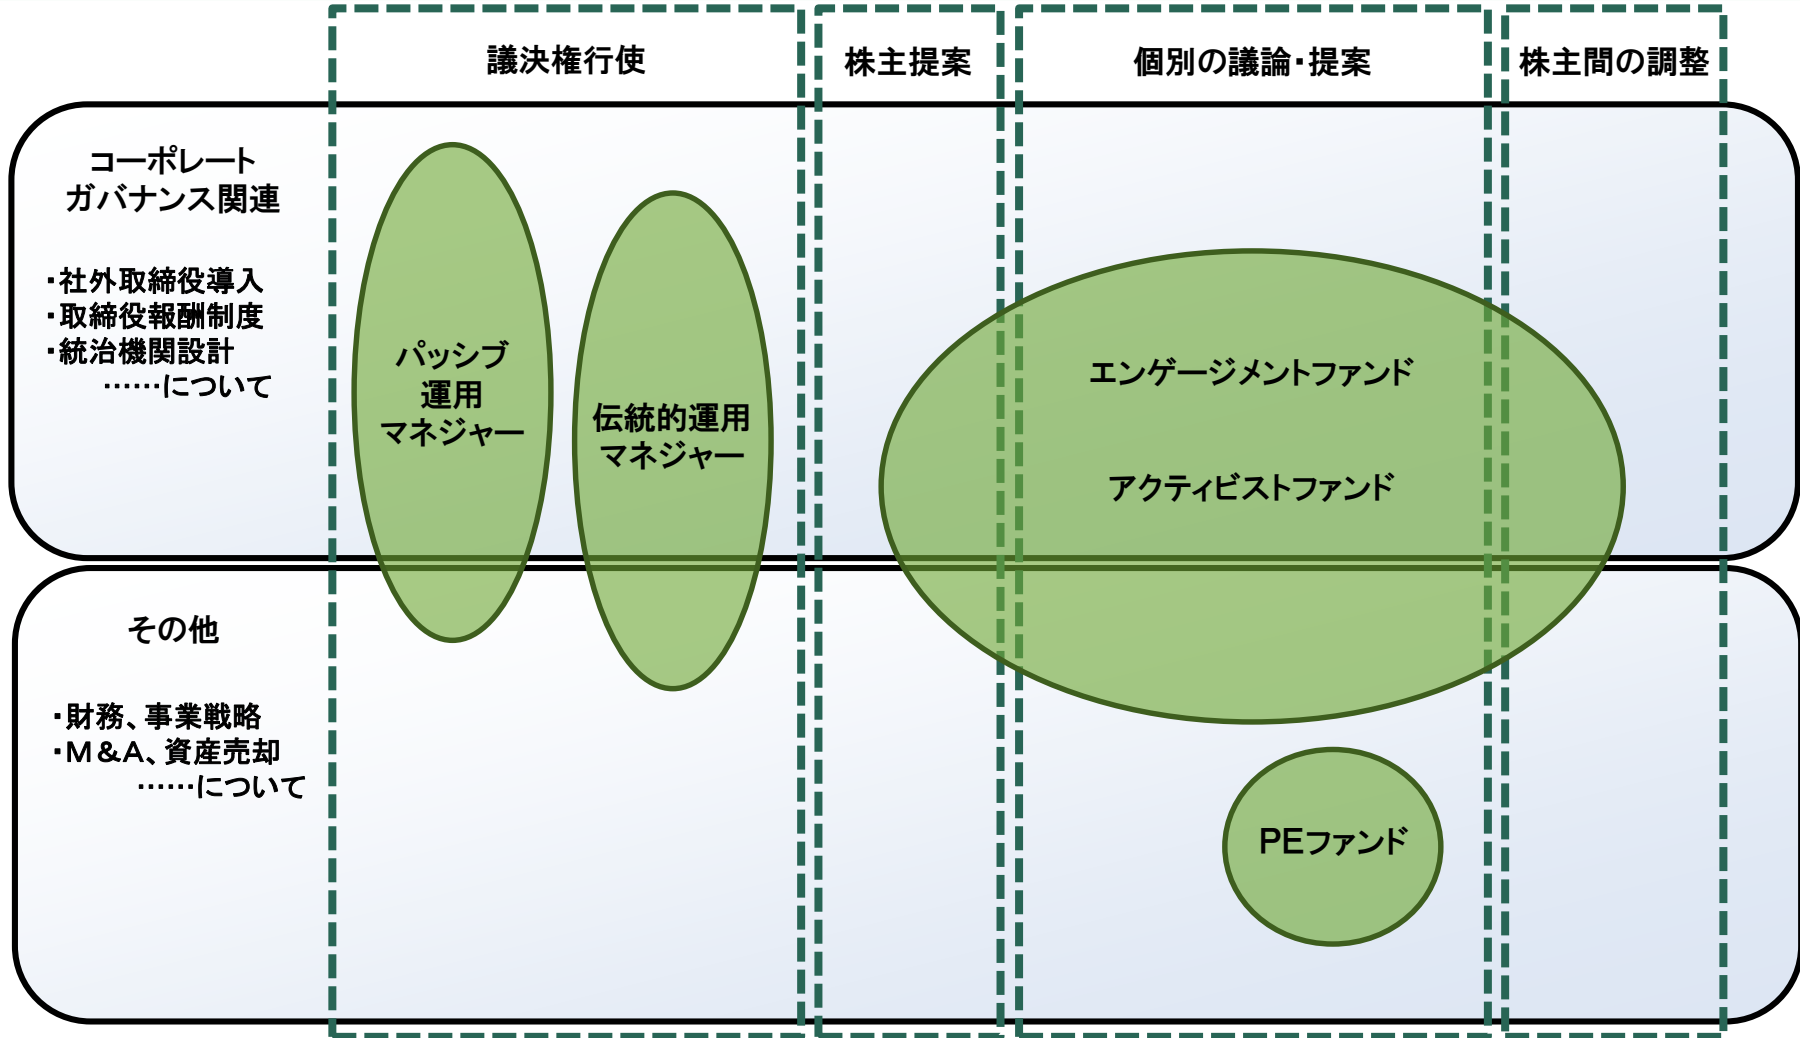 議決権行使
株主提案
個別の議論・提案
株主間の調整
コーポレート
ガバナンス関連
・社外取締役導入
・取締役報酬制度
・統治機関設計
……について
パッシブ
運用
マネジャー
伝統的運用
マネジャー
エンゲージメントファンド
アクティビストファンド
その他
・財務、事業戦略
・M&A、資産売却
……について
PEファンド